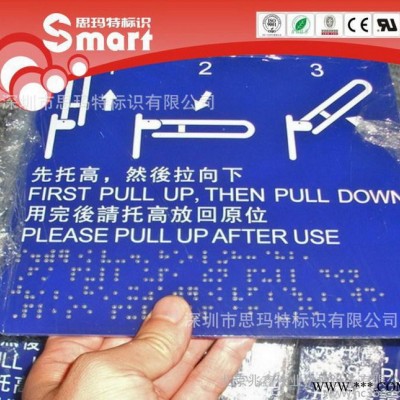 思玛特标识
Smart
1 2 3
深圳市思玛特标识有限公司
先托高，然後拉向下
FIRST PULL UP, THEN PULL DOWN
用完後請托高放回原位
PLEASE PULL UP AFTER USE
深圳市思玛特标识有限公司
www.***.com